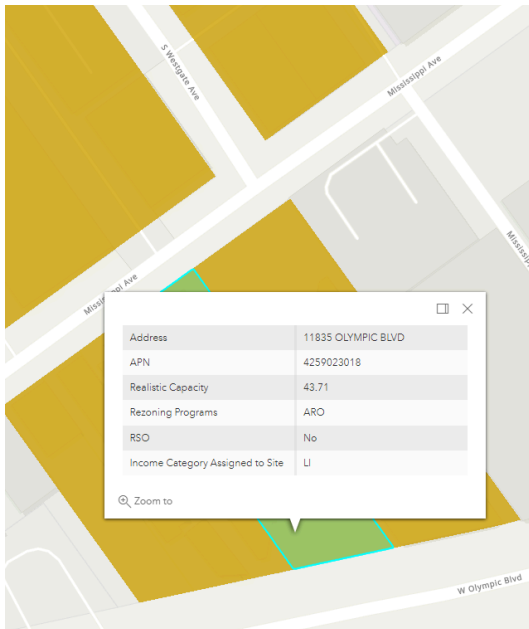 S Westgate Ave
Mississippi Ave
Mississippi Ave
Address 11835 OLYMPIC BLVD
APN 4259023018
Realistic Capacity 43.71
Rezoning Programs ARO
RSO No
Income Category Assigned to Site LI
Zoom to
W Olympic Blvd